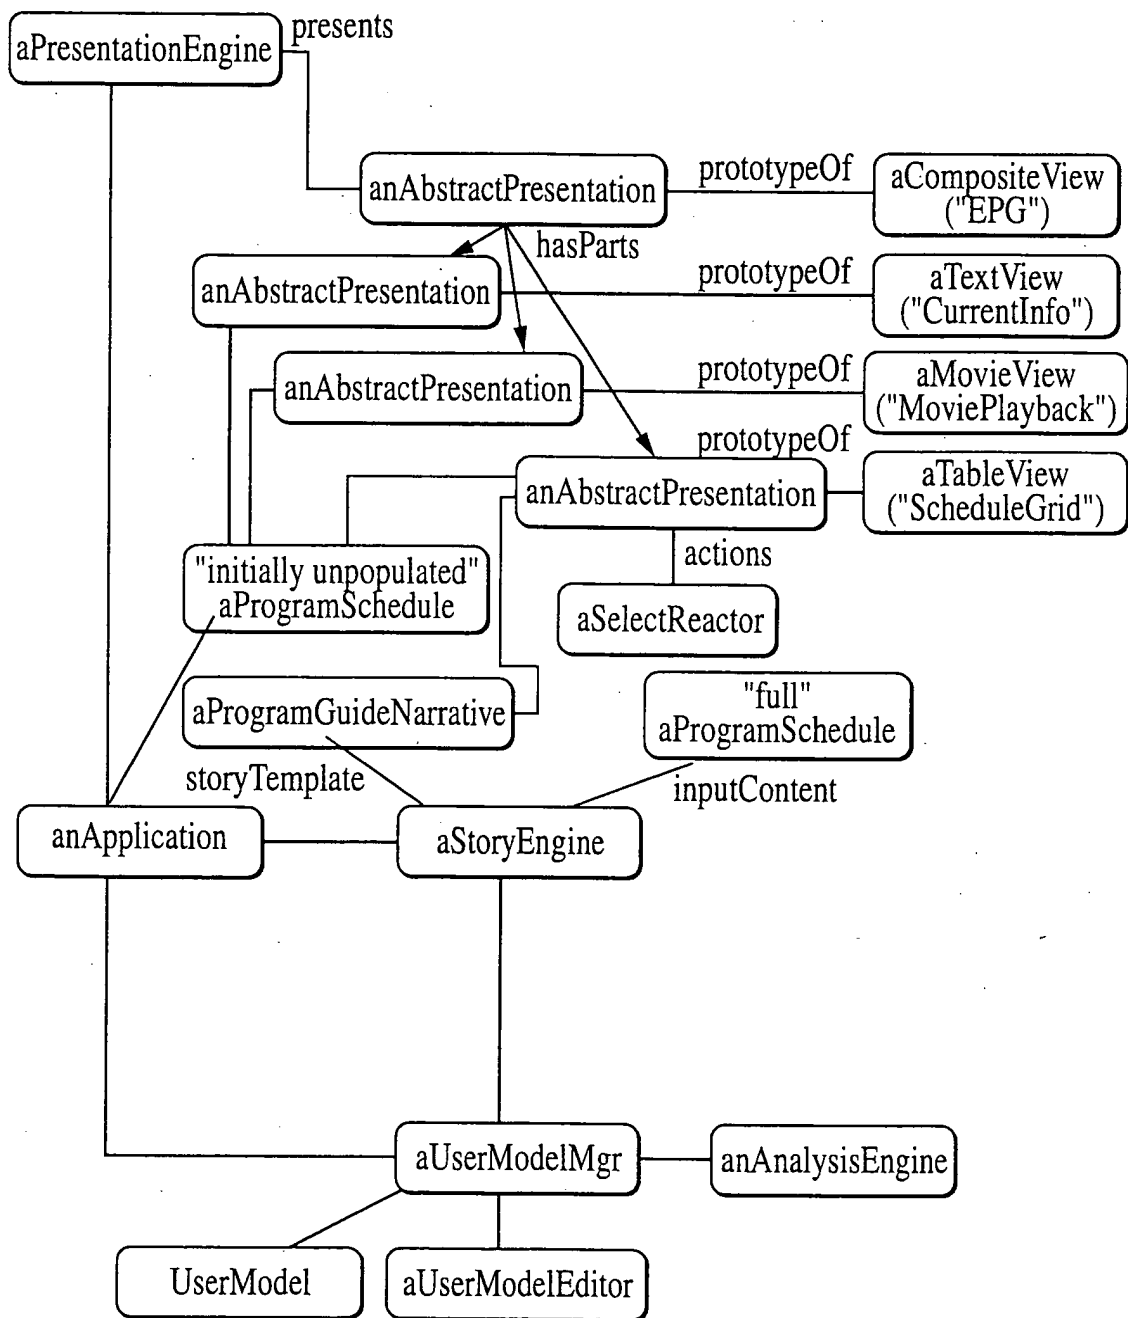 presents
aPresentationEngine
prototypeOf
anAbstractPresentation
aCompositeView
("EPG")
hasParts
prototypeOf
anAbstractPresentation
aTextView
("CurrentInfo")
prototypeOf
anAbstractPresentation
aMovieView
("MoviePlayback")
prototypeOf
anAbstractPresentation
aTableView
("ScheduleGrid")
actions
"initially unpopulated"
aProgramSchedule
aSelectReactor
aProgramGuideNarrative
"full"
aProgramSchedule
storyTemplate
inputContent
anApplication
aStoryEngine
aUserModelMgr
anAnalysisEngine
UserModel
aUserModelEditor